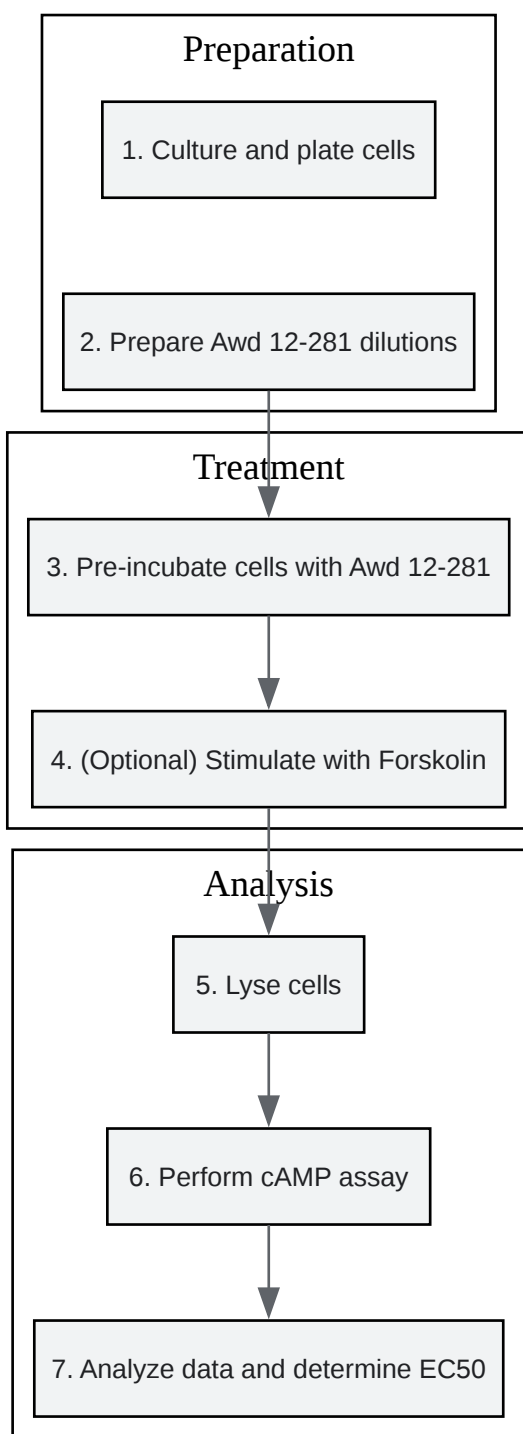 Preparation
1. Culture and plate cells
2. Prepare Awd 12-281 dilutions
Treatment
3. Pre-incubate cells with Awd 12-281
4. (Optional) Stimulate with Forskolin
Analysis
5. Lyse cells
6. Perform cAMP assay
7. Analyze data and determine EC50